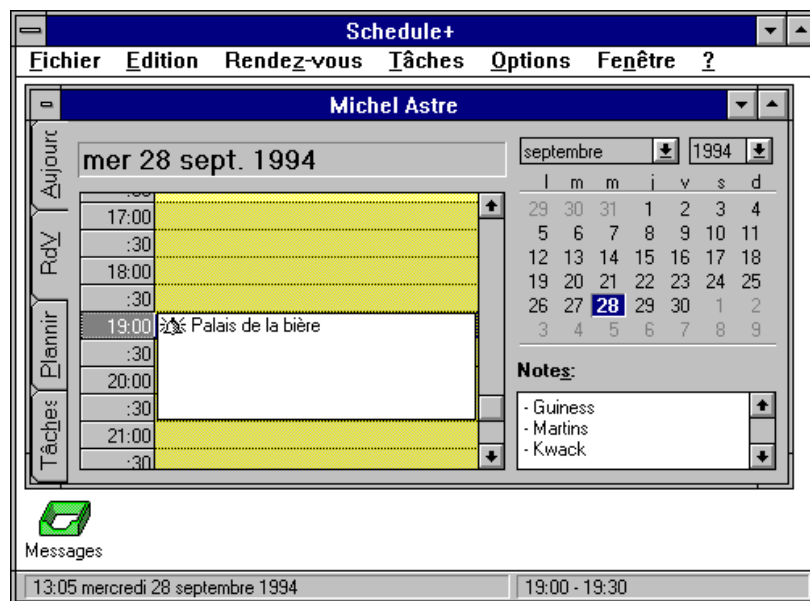 Schedule+
Fichier Edition Rendez-vous Tâches Options Fenêtre ?
Michel Astre
Aujourd
RdV
Plannir
Tâches
mer 28 sept. 1994
17:00
:30
18:00
:30
19:00 Palais de la bière
:30
20:00
:30
21:00
:30
septembre 1994
l m m j v s d
29 30 31 1 2 3 4
5 6 7 8 9 10 11
12 13 14 15 16 17 18
19 20 21 22 23 24 25
26 27 28 29 30 1 2
3 4 5 6 7 8 9
Notes:
- Guiness
- Martins
- Kwack
Messages
13:05 mercredi 28 septembre 1994 19:00 - 19:30